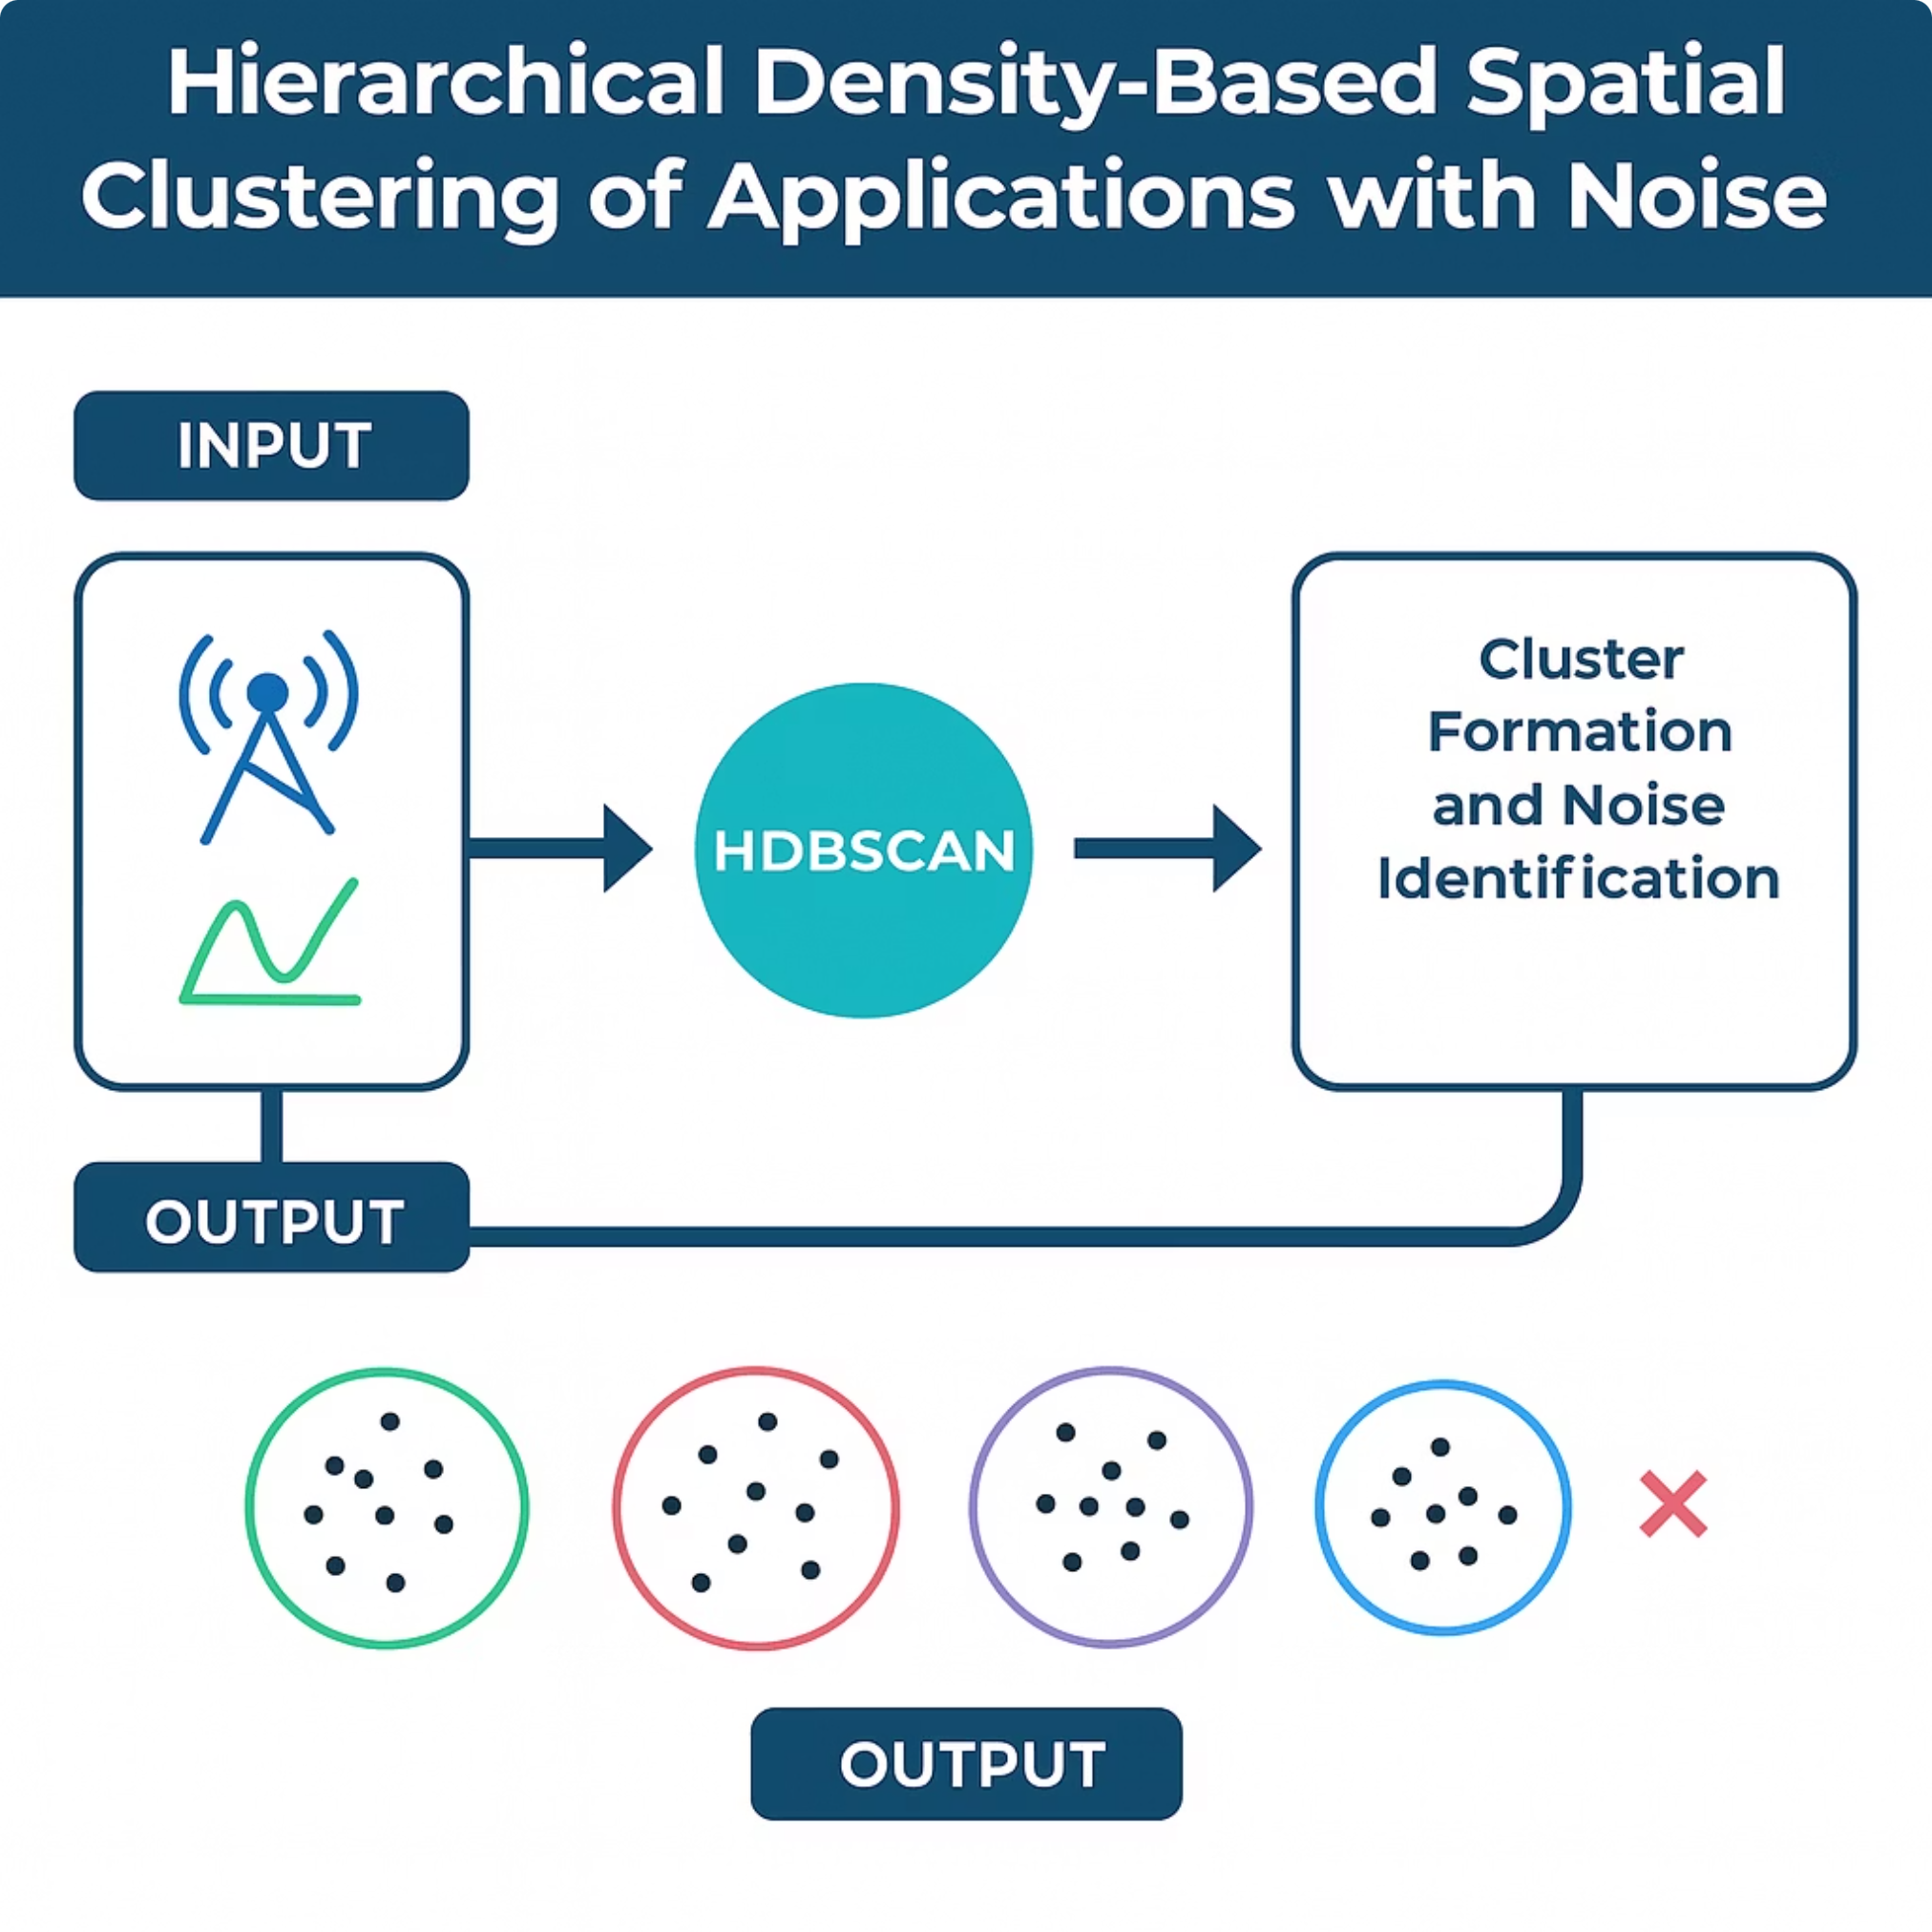 Hierarchical Density-Based Spatial
Clustering of Applications with Noise
INPUT
HDBSCAN
Cluster
Formation
and Noise
Identification
OUTPUT
OUTPUT